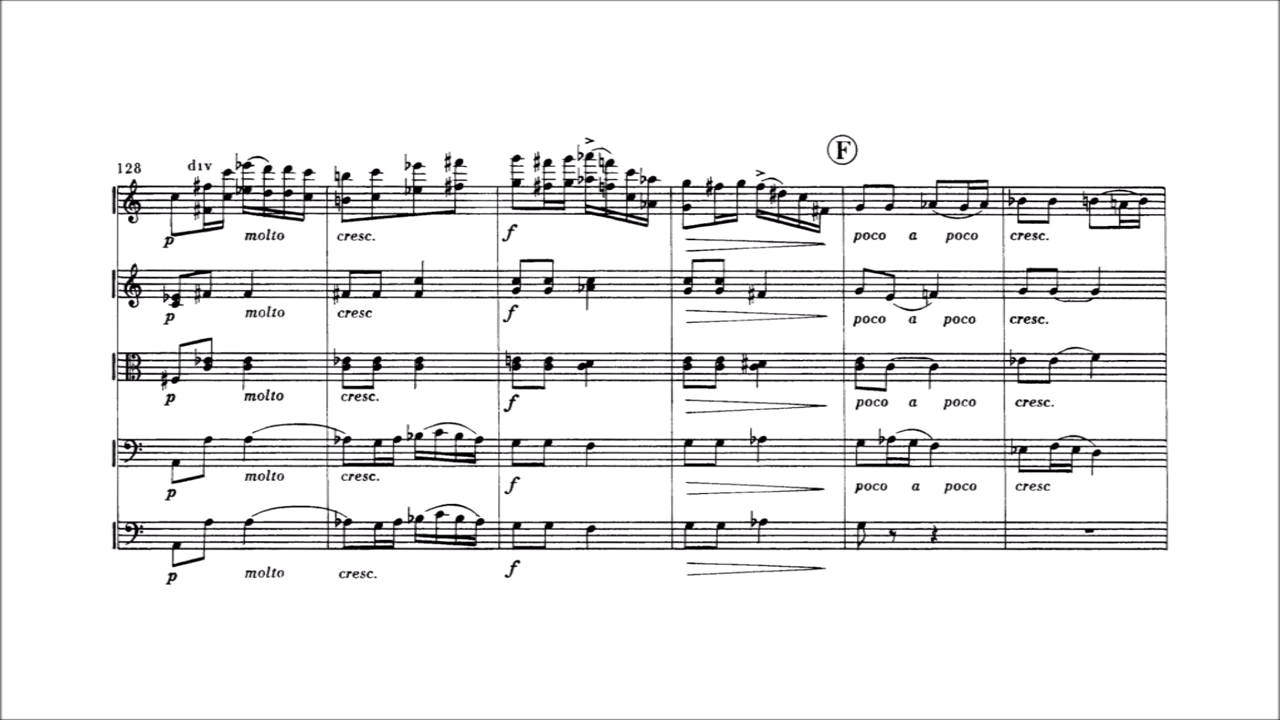 F
128 div
p molto cresc. f poco a poco cresc.
p molto cresc f poco a poco cresc.
p molto cresc. f poco a poco cresc.
p molto cresc. f poco a poco cresc
p molto cresc. f